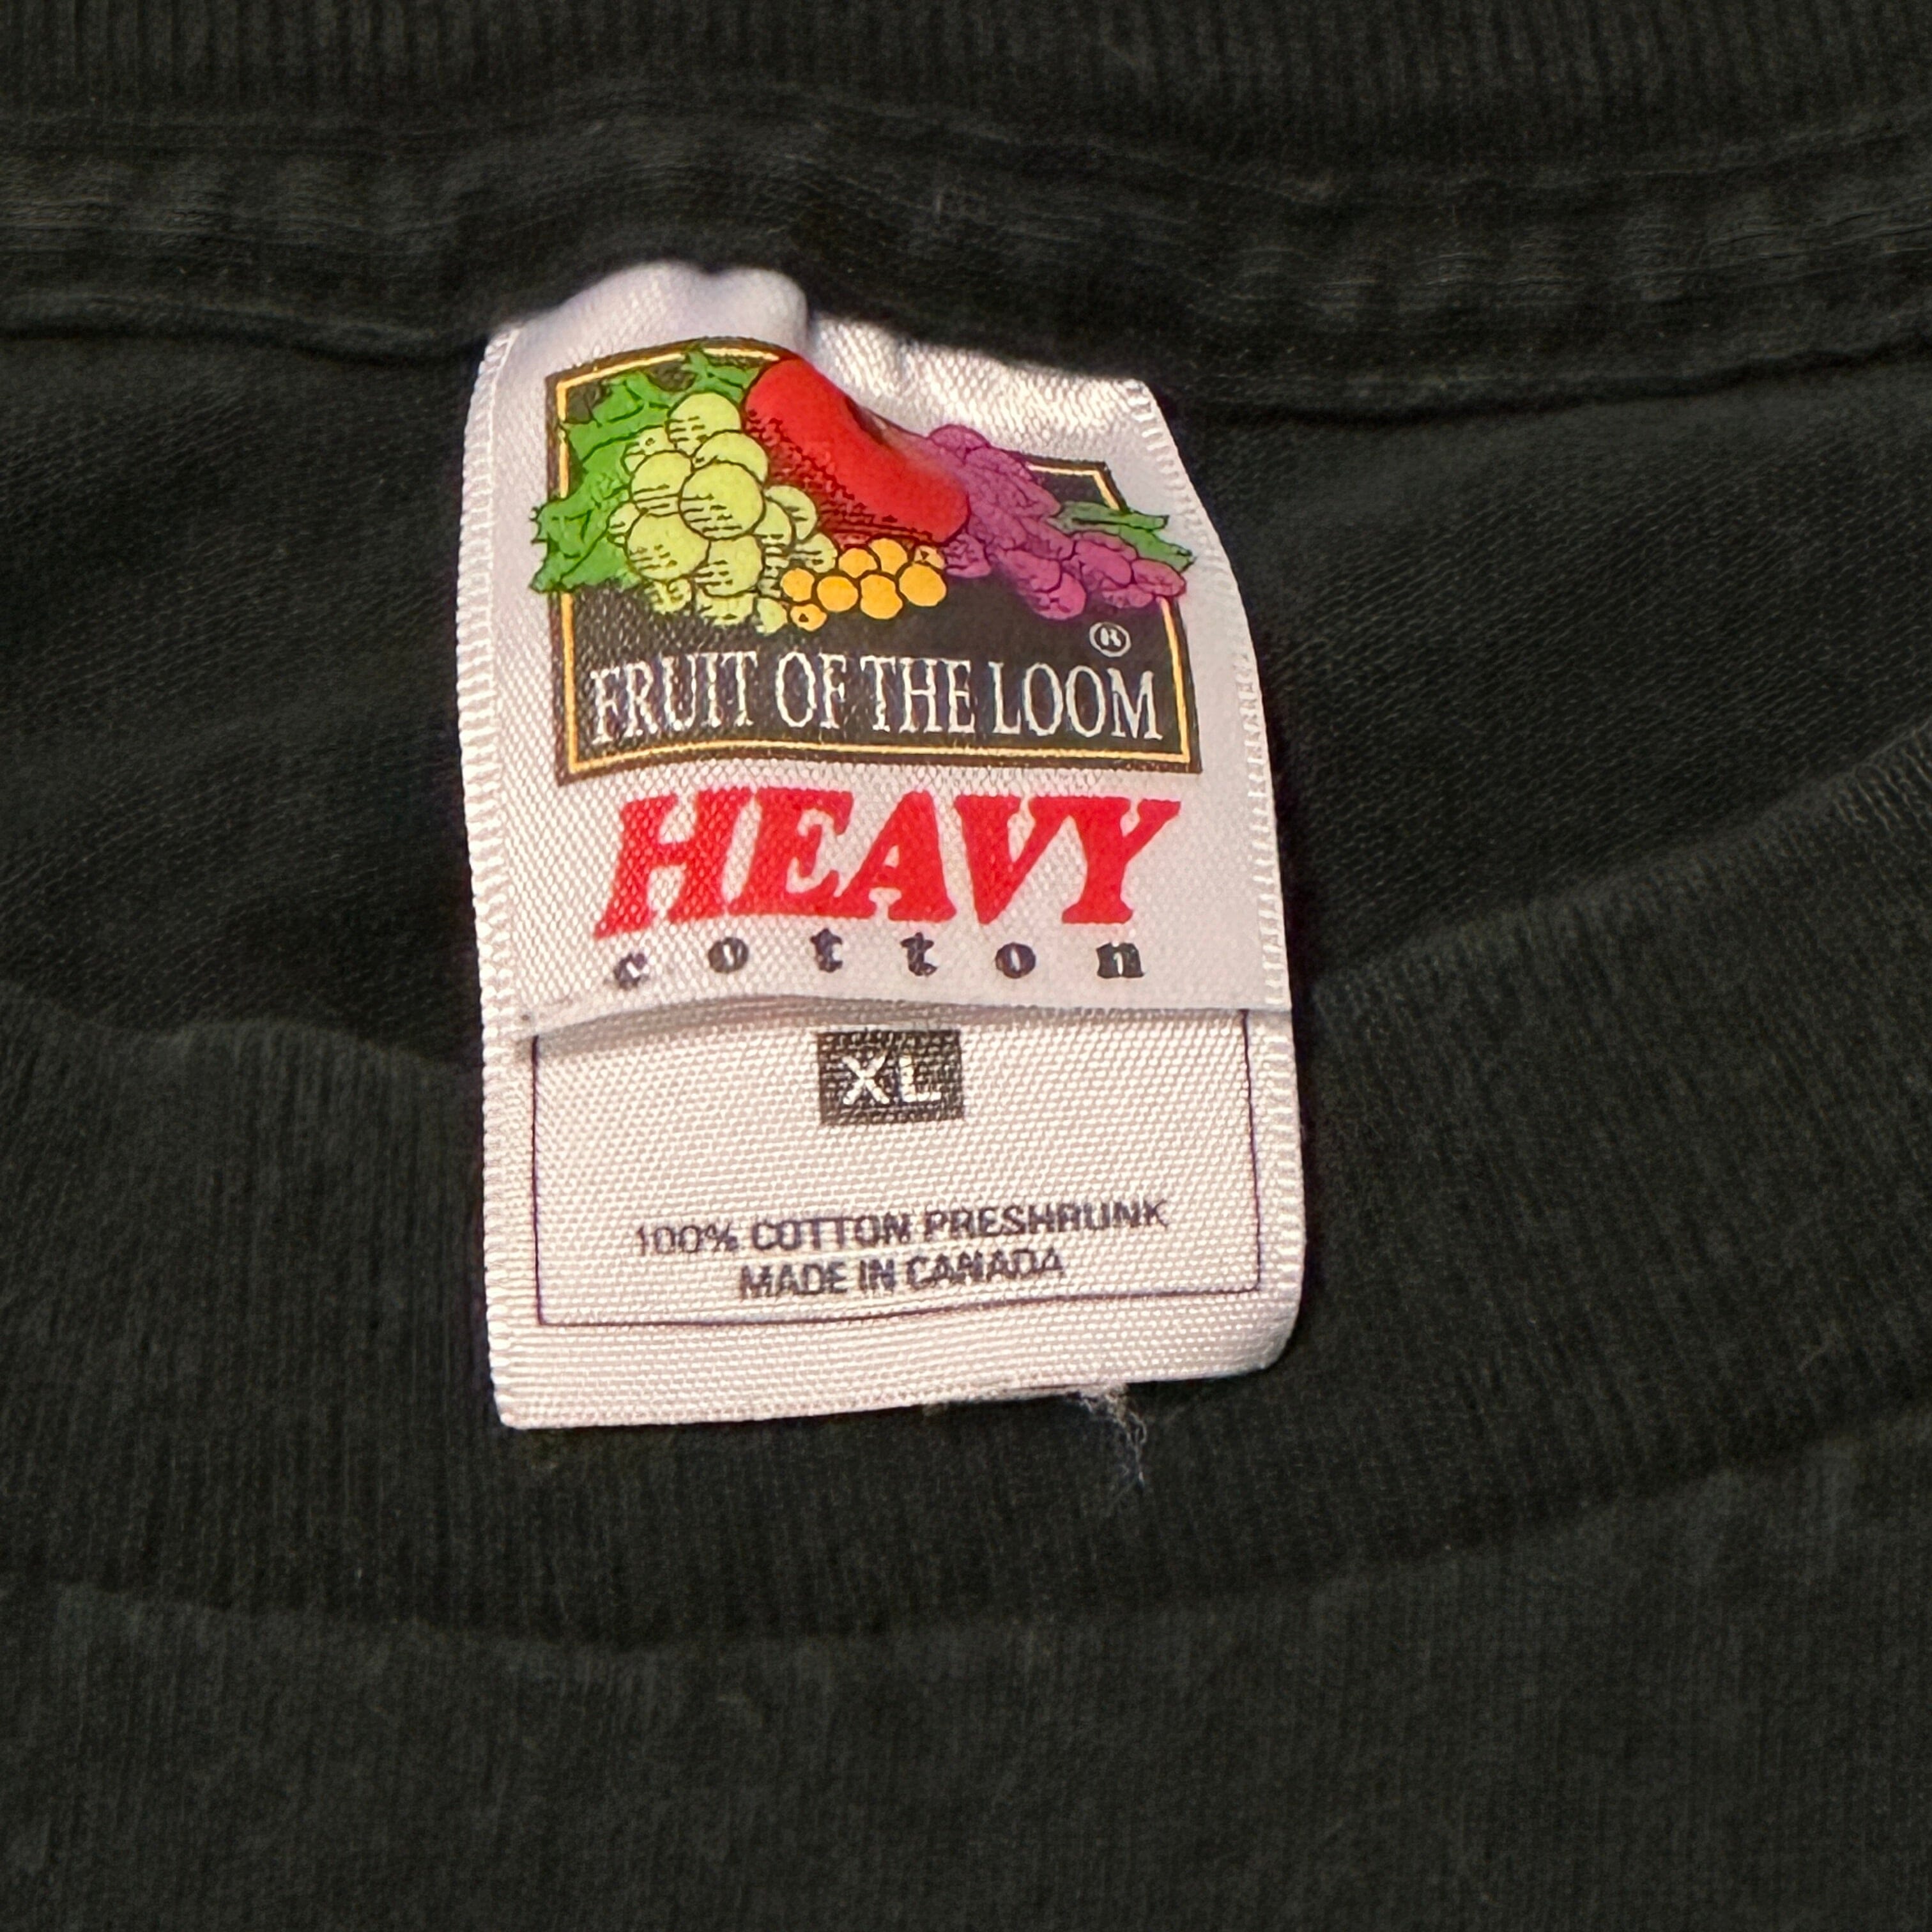 ®
FRUIT OF THE LOOM
HEAVY
cotton
XL
100% COTTON PRESHRUNK
MADE IN CANADA